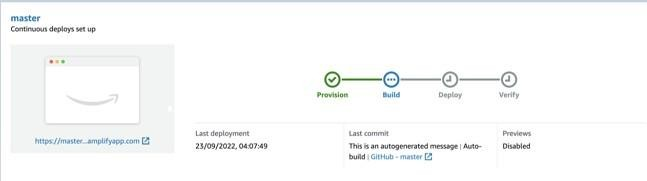 master
Continuous deploys set up
Provision
Build
Deploy
Verify
https://master...amplifyapp.com
Last deployment
23/09/2022, 04:07:49
Last commit
This is an autogenerated message | Auto-
build | GitHub - master
Previews
Disabled